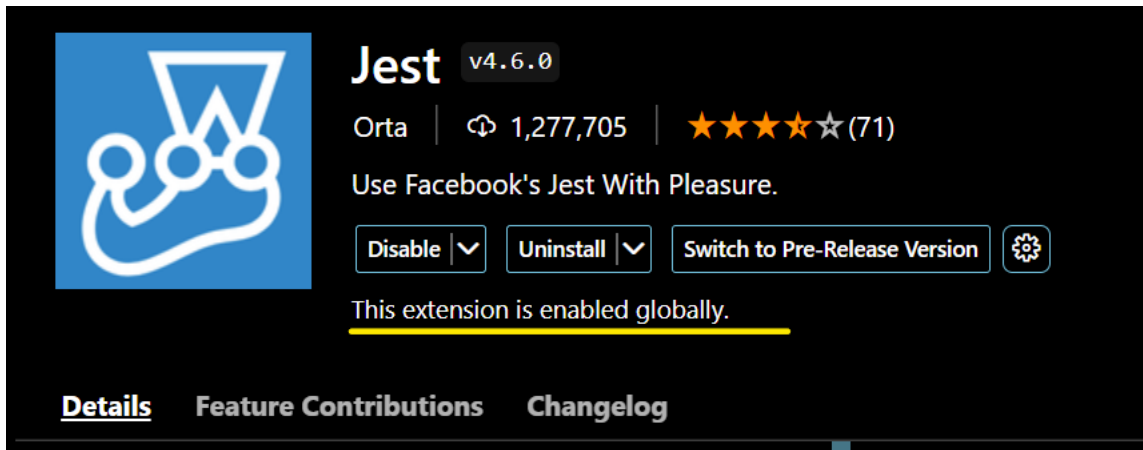 Jest v4.6.0
Orta 1,277,705 (71)
Use Facebook's Jest With Pleasure.
Disable Uninstall Switch to Pre-Release Version
This extension is enabled globally.
Details Feature Contributions Changelog